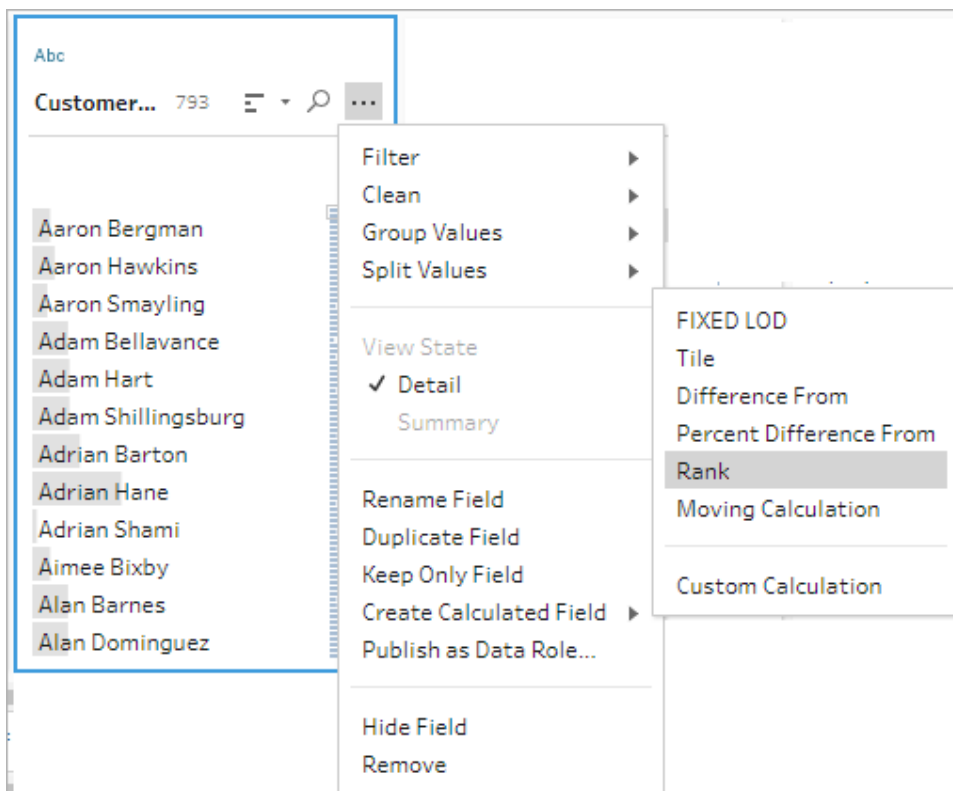 Abc
Customer... 793
Filter
Clean
Group Values
Split Values
View State
Detail
Summary
Rename Field
Duplicate Field
Keep Only Field
Create Calculated Field
Publish as Data Role...
Hide Field
Remove
Aaron Bergman
Aaron Hawkins
Aaron Smayling
Adam Bellavance
Adam Hart
Adam Shillingsburg
Adrian Barton
Adrian Hane
Adrian Shami
Aimee Bixby
Alan Barnes
Alan Dominguez
FIXED LOD
Tile
Difference From
Percent Difference From
Rank
Moving Calculation
Custom Calculation